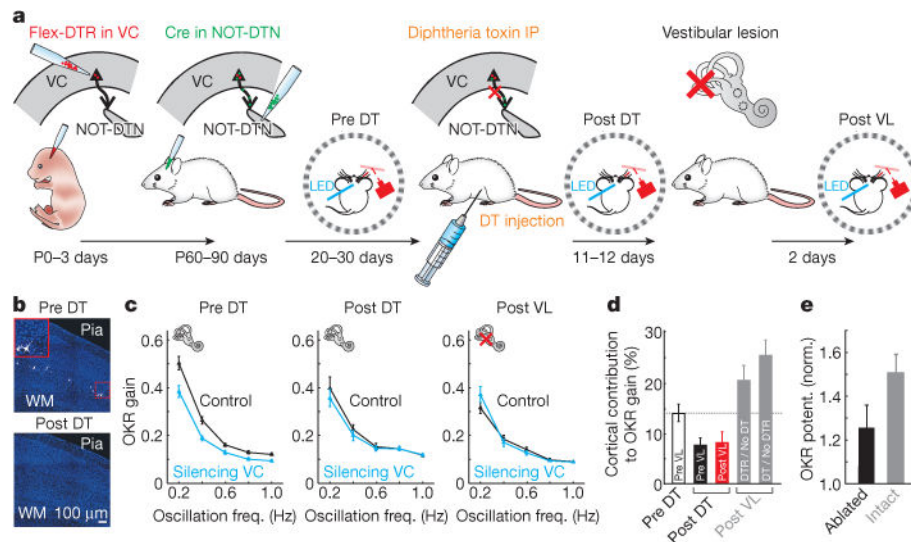 a
Flex-DTR in VC
Cre in NOT-DTN
Diphtheria toxin IP
Vestibular lesion
VC
NOT-DTN
VC
NOT-DTN
VC
NOT-DTN
Pre DT
LED
Post DT
LED
Post VL
LED
DT injection
P0–3 days
P60–90 days
20–30 days
11–12 days
2 days
b
Pre DT
Pia
WM
Post DT
Pia
WM 100 μm
c
Pre DT
Post DT
Post VL
OKR gain
0.6
0.4
0.2
0
Control
Silencing VC
0.2 0.6 1.0
Oscillation freq. (Hz)
0.6
0.4
0.2
0
Control
Silencing VC
0.2 0.6 1.0
Oscillation freq. (Hz)
0.6
0.4
0.2
0
Control
Silencing VC
0.2 0.6 1.0
Oscillation freq. (Hz)
d
Cortical contribution
to OKR gain (%)
30
20
10
0
Pre VL
Pre VL
Post VL
DTR / No DT
DT / No DTR
Pre DT
Post DT
Post VL
e
OKR potent. (norm.)
1.6
1.4
1.2
1.0
Ablated
Intact